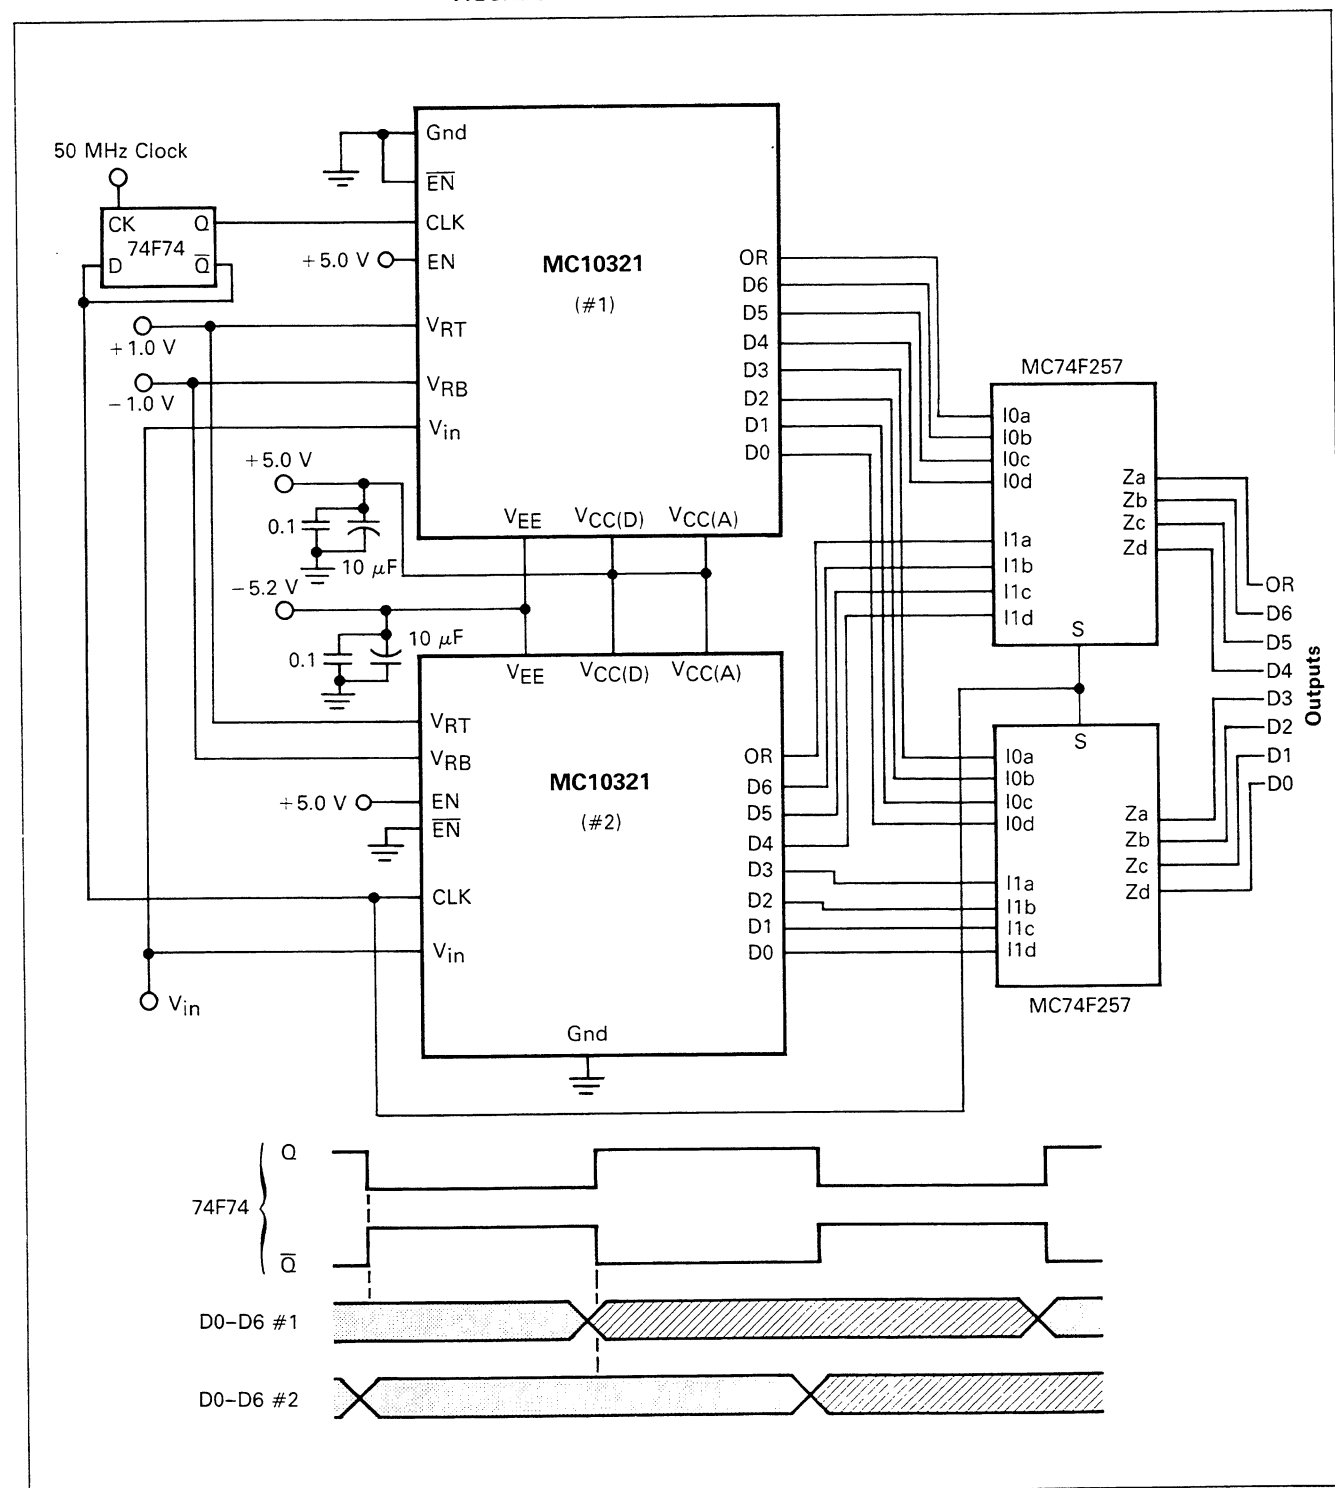 50 MHz Clock
CK Q
74F74
D Q̅
+1.0 V
−1.0 V
Gnd
E̅N̅
CLK
+5.0 V EN
MC10321
(#1)
VRT
VRB
Vin
OR
D6
D5
D4
D3
D2
D1
D0
VEE VCC(D) VCC(A)
+5.0 V
0.1
10 μF
−5.2 V
10 μF
0.1
VEE VCC(D) VCC(A)
VRT
VRB
+5.0 V EN
E̅N̅
CLK
Vin
MC10321
(#2)
OR
D6
D5
D4
D3
D2
D1
D0
Gnd
Vin
MC74F257
I0a
I0b
I0c
I0d
I1a
I1b
I1c
I1d
Za
Zb
Zc
Zd
S
S
I0a
I0b
I0c
I0d
I1a
I1b
I1c
I1d
Za
Zb
Zc
Zd
MC74F257
OR
D6
D5
D4
D3
D2
D1
D0
Outputs
Q
74F74
Q̅
D0–D6 #1
D0–D6 #2